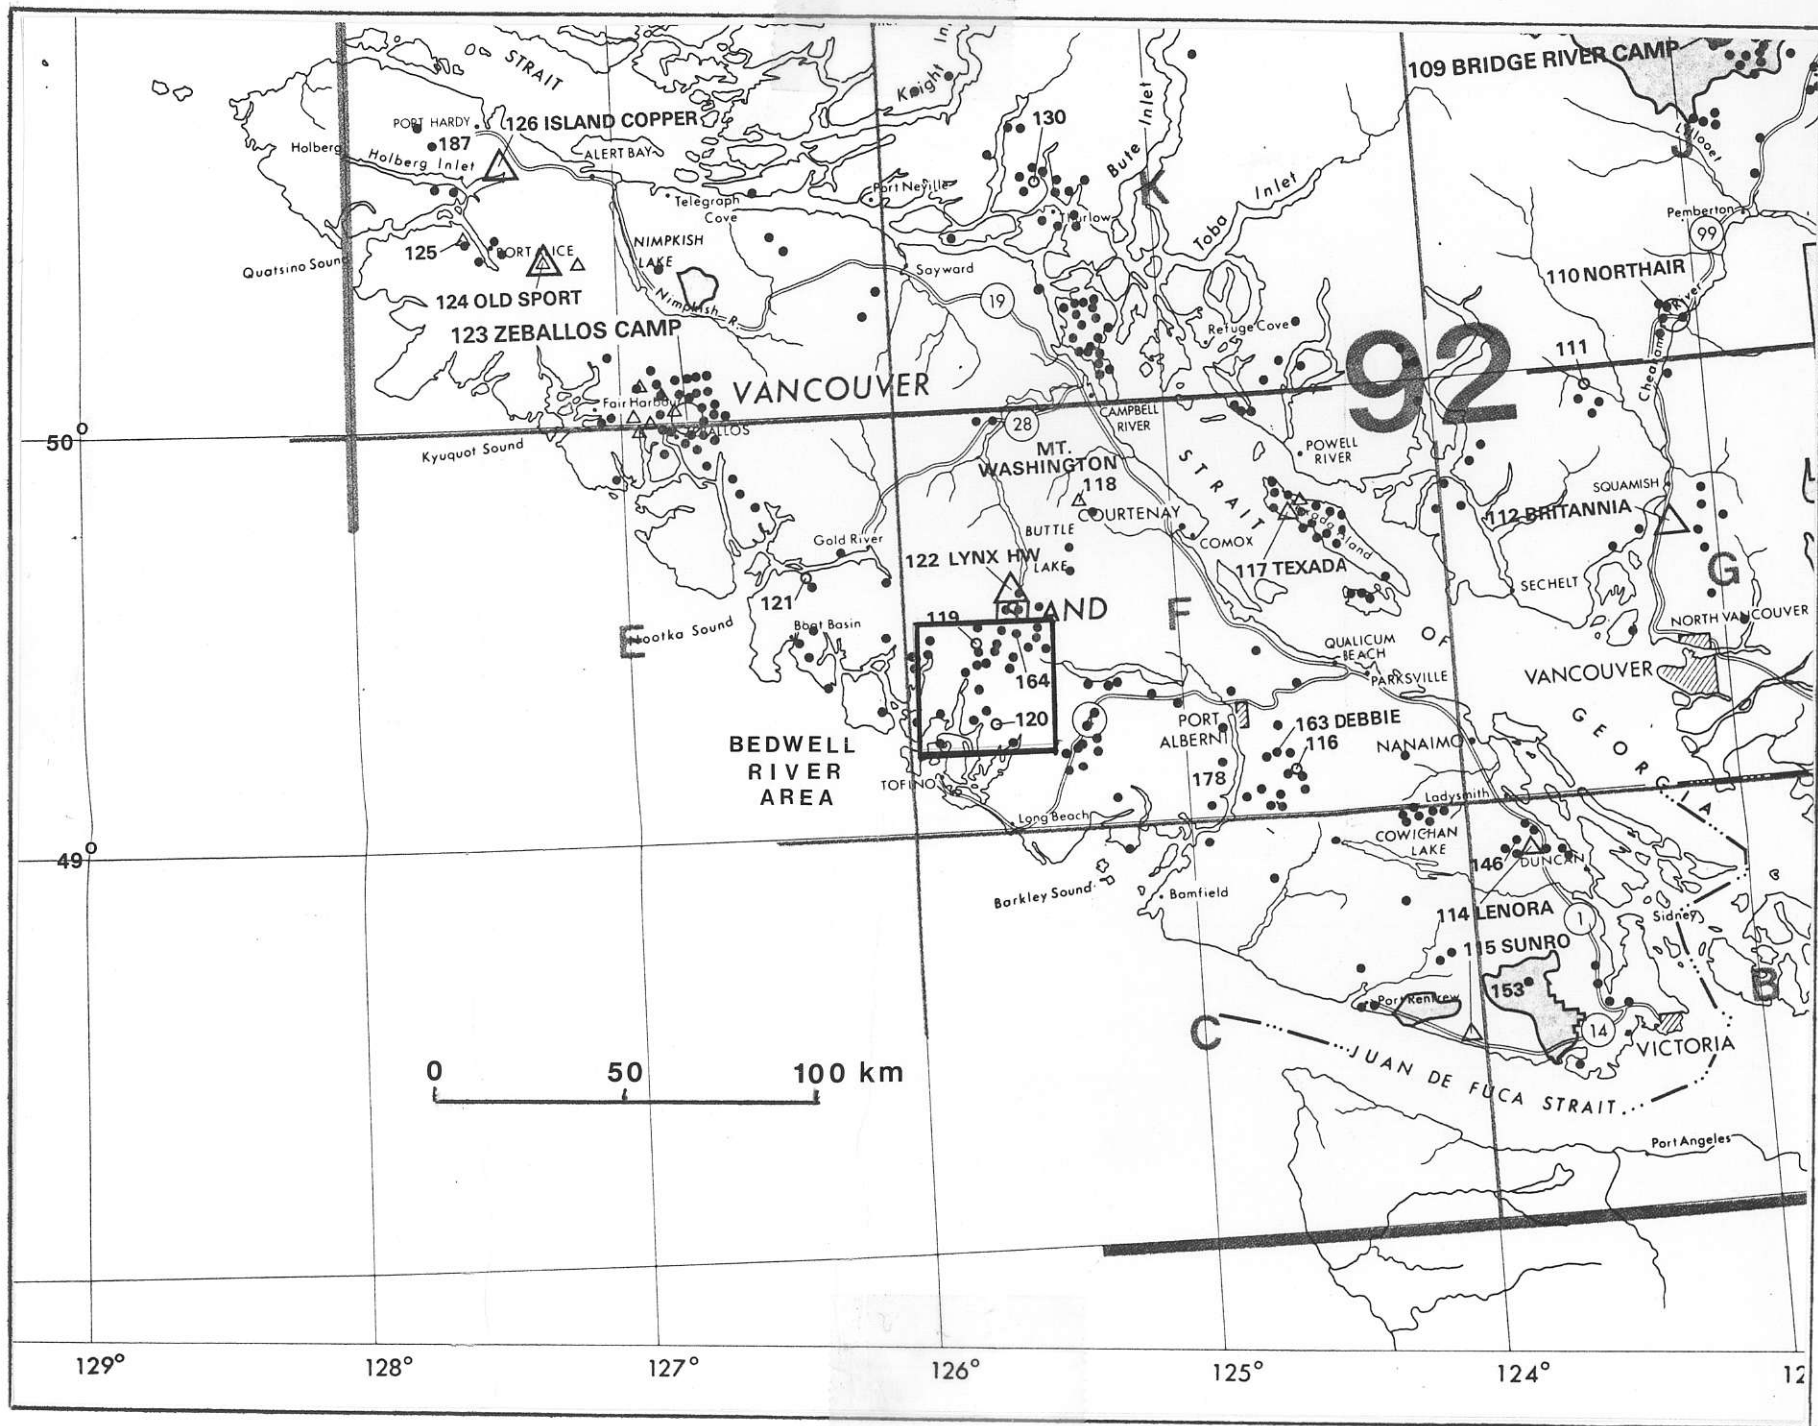 STRAIT
Knight In.
109 BRIDGE RIVER CAMP
PORT HARDY
126 ISLAND COPPER
130
Bute Inlet
187
Holberg
Holberg Inlet
ALERT BAY
Lillooet
J
K
Port Neville
Telegraph
Cove
Thurlow
Toba Inlet
Pemberton
99
125
NIMPKISH
LAKE
Quatsino Sound
Sayward
110 NORTHAIR
124 OLD SPORT
Nimpkish R.
19
River
123 ZEBALLOS CAMP
Refuge Cove
92
111
VANCOUVER
Fair Harbour
CAMPBELL
RIVER
50°
28
Kyuquot Sound
MT.
WASHINGTON
POWELL
RIVER
STRAIT
118
SQUAMISH
COURTENAY
112 BRITANNIA
BUTTLE
LAKE
Gold River
COMOX
122 LYNX HW
117 TEXADA
G
SECHELT
121
AND
F
119
NORTH VANCOUVER
Boat Basin
E
Nootka Sound
QUALICUM
BEACH
OF
164
PARKSVILLE
VANCOUVER
120
PORT
ALBERNI
163 DEBBIE
GEORGIA
BEDWELL
RIVER
AREA
116
NANAIMO
178
TOFINO
Ladysmith
Long Beach
COWICHAN
LAKE
49°
146
DUNCAN
Barkley Sound
Bamfield
114 LENORA
1
Sidney
115 SUNRO
B
153
Port Renfrew
C
14
VICTORIA
JUAN DE FUCA STRAIT
0 50 100 km
Port Angeles
129° 128° 127° 126° 125° 124° 12